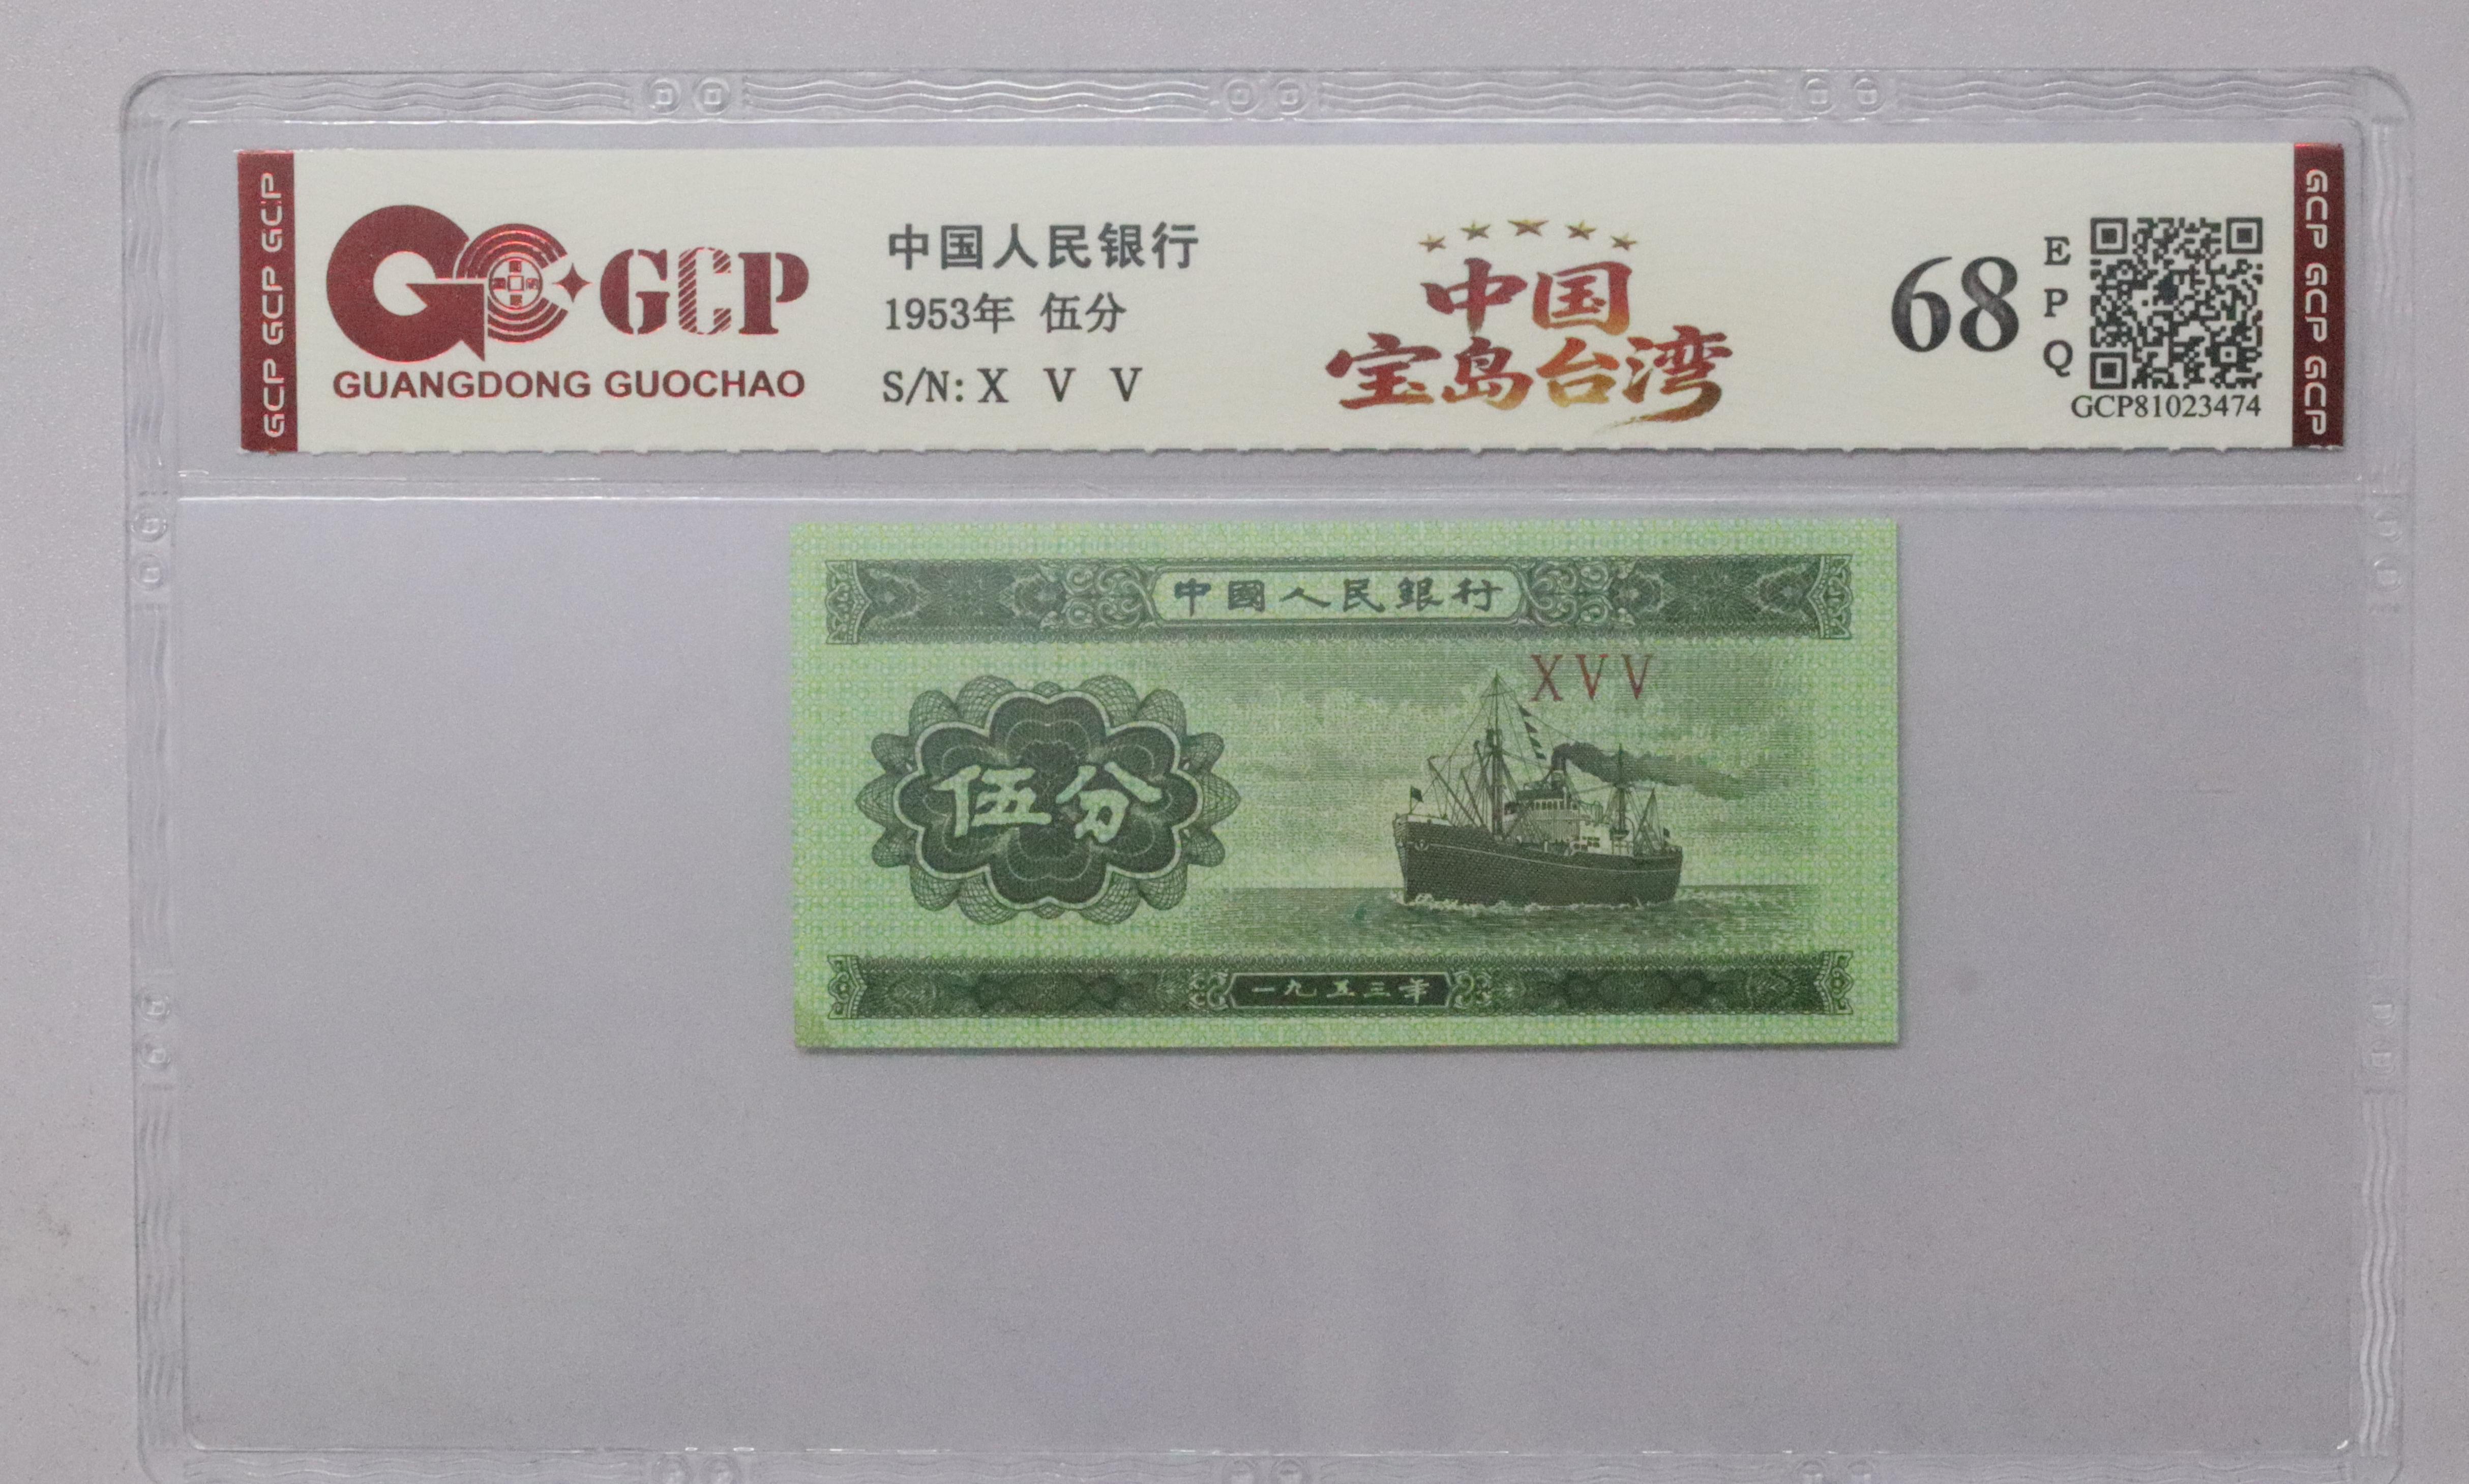 GCP GCP GCP
GCP
GUANGDONG GUOCHAO
中国人民银行
1953年 伍分
S/N: X V V
中国
宝岛台湾
68
E
P
Q
GCP81023474
GCP GCP GCP
中國人民銀行
X V V
伍分
一九五三年